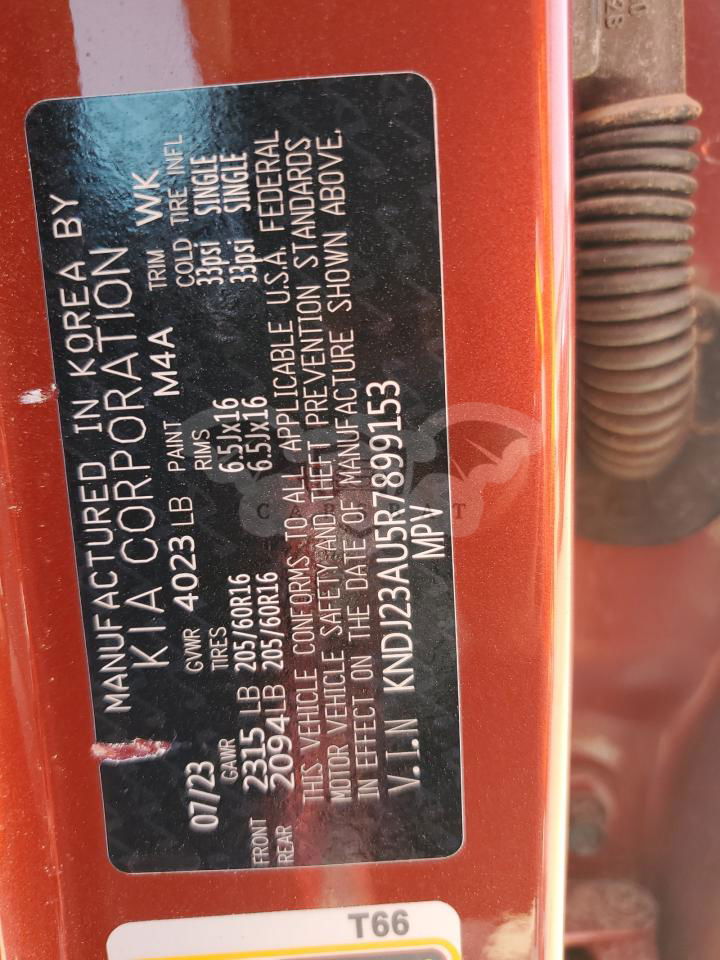 MANUFACTURED IN KOREA BY
KIA CORPORATION
07/23 GVWR 4023 LB PAINT M4A TRIM WK
GAWR TIRES RIMS COLD TIRE INFL
FRONT 2315 LB 205/60R16 6.5Jx16 33psi SINGLE
REAR 2094LB 205/60R16 6.5Jx16 33psi SINGLE
THIS VEHICLE CONFORMS TO ALL APPLICABLE U.S.A. FEDERAL
MOTOR VEHICLE SAFETY AND THEFT PREVENTION STANDARDS
IN EFFECT ON THE DATE OF MANUFACTURE SHOWN ABOVE.
V.I.N KNDJ23AU5R7899153
MPV
T66